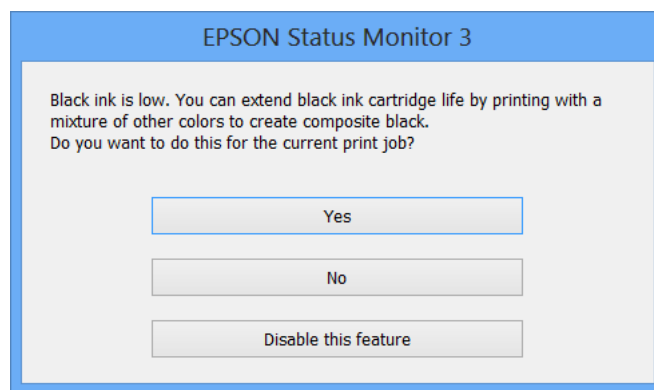 EPSON Status Monitor 3
Black ink is low. You can extend black ink cartridge life by printing with a
mixture of other colors to create composite black.
Do you want to do this for the current print job?
Yes
No
Disable this feature